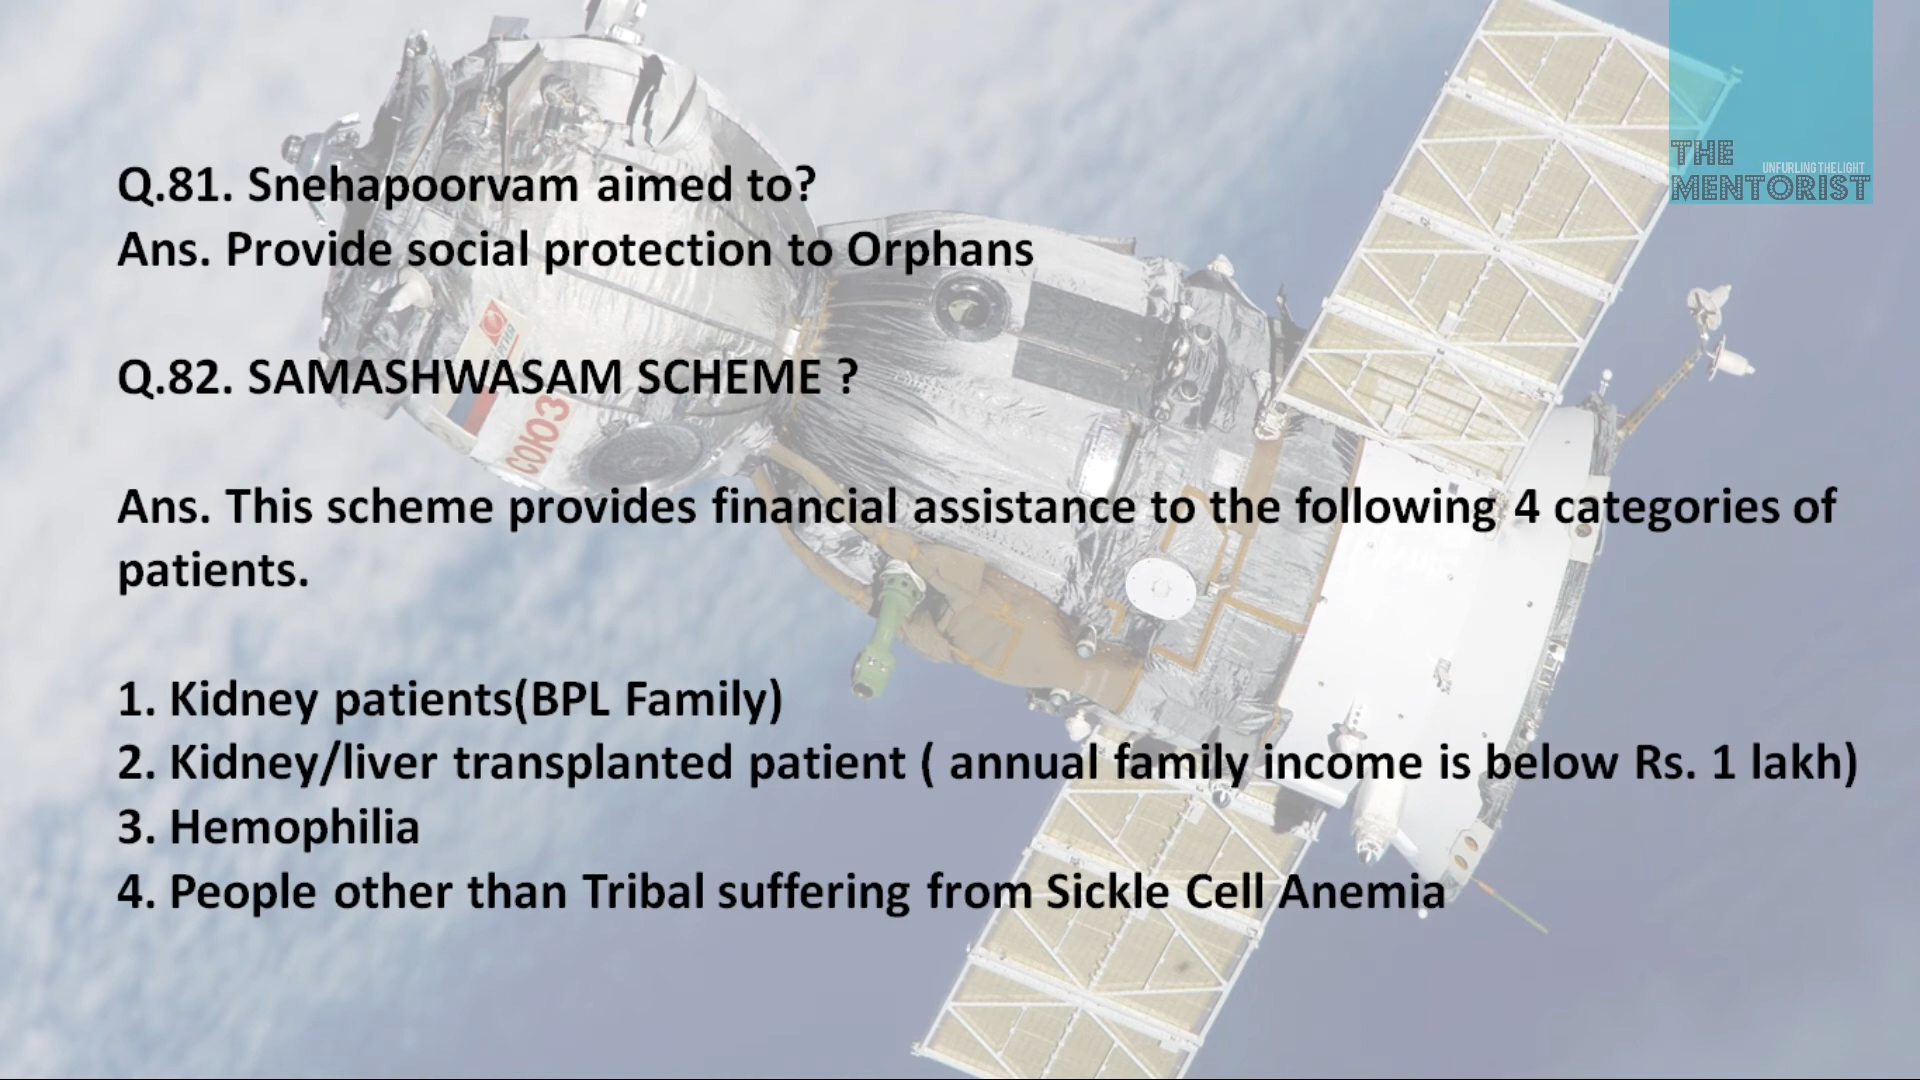 THE
UNFURLING THE LIGHT
MENTORIST
Q.81. Snehapoorvam aimed to?
Ans. Provide social protection to Orphans
Q.82. SAMASHWASAM SCHEME ?
СОЮЗ
Ans. This scheme provides financial assistance to the following 4 categories of
patients.
1. Kidney patients(BPL Family)
2. Kidney/liver transplanted patient ( annual family income is below Rs. 1 lakh)
3. Hemophilia
4. People other than Tribal suffering from Sickle Cell Anemia